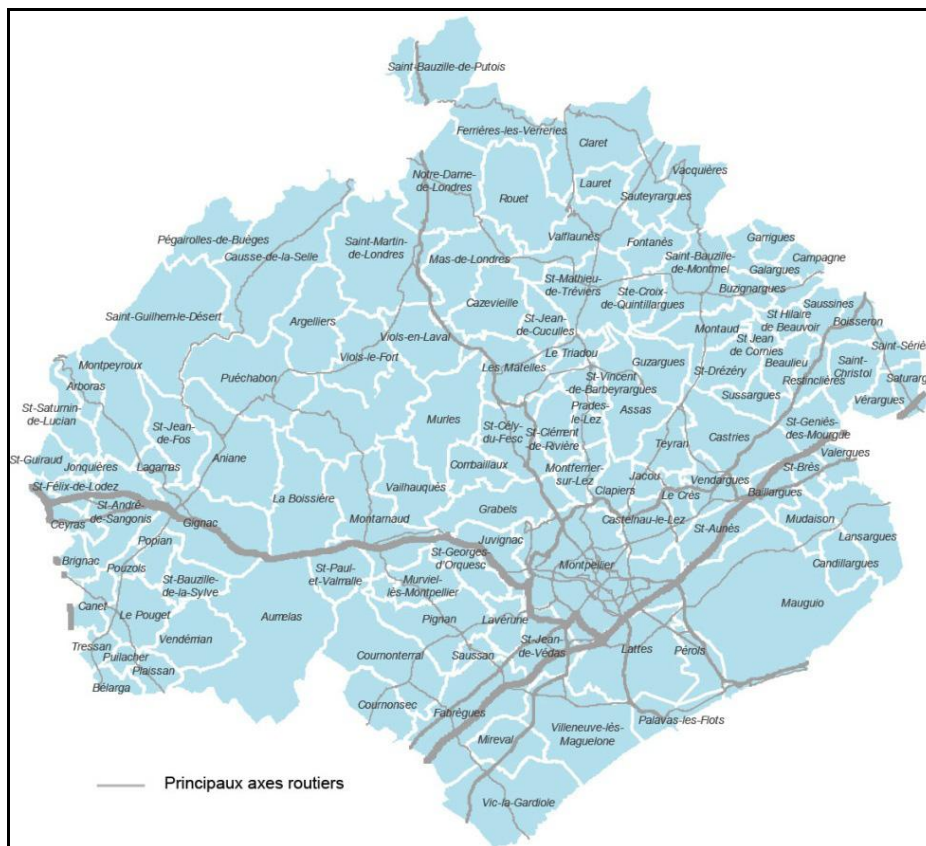 Saint-Bauzille-de-Putois
Ferrières-les-Verreries
Claret
Notre-Dame-
de-Londres
Rouet
Lauret
Vacquières
Sauteyrargues
Pégairolles-de-Buèges
Causse-de-la-Selle
Saint-Martin-
de-Londres
Mas-de-Londres
Valflaunès
Fontanès
Saint-Bauzille-
de-Montmel
Garrigues
Campagne
Galargues
Buzignargues
St-Mathieu-
de-Tréviers
Ste-Croix-
de-Quintillargues
Cazevieille
St-Jean-
de-Cuculles
Saint-Guilhem-le-Désert
Argelliers
Viols-en-Laval
Viols-le-Fort
Saussines
Boisseron
St Hilaire
de Beauvoir
Montaud
St Jean
de Cornies
Beaulieu
Saint-Sériè
Saint-
Christol
Restinclières
Saturarg
Vérargues
Le Triadou
Les Matelles
Guzargues
St-Drézéry
Sussargues
St-Vincent
-de-Barbeyrargues
Montpeyroux
Arboras
Puéchabon
St-Saturnin-
de-Lucian
St-Jean-
de-Fos
Murles
St-Gély-
du-Fesc
St-Clément
-de-Rivière
Prades-
le-Lez
Assas
Teyran
Castries
St-Geniès-
des-Mourgue
Valergues
St-Brès
St-Guiraud
Jonquières
Lagamas
Aniane
Combaillaux
Montferrier-
sur-Lez
Jacou
Clapiers
Le Crès
Vendargues
Baillargues
St-Félix-de-Lodez
St-André-
de-Sangonis
Ceyras
Gignac
La Boissière
Vailhauquès
Grabels
Castelnau-le-Lez
St-Aunès
Mudaison
Lansargues
Candillargues
Montarnaud
Juvignac
Popian
Brignac
Pouzols
St-Bauzille-
de-la-Sylve
St-Paul-
et-Valmalle
St-Georges-
d'Orquesc
Murviel-
lès-Montpellier
Montpellier
Mauguio
Canet
Le Pouget
Aumelas
Pignan
Lavérune
Vendémian
Tressan
Puilacher
Plaissan
Bélarga
Cournonterral
Saussan
St-Jean-
de-Védas
Lattes
Pérols
Cournonsec
Fabrègues
Mireval
Villeneuve-lès-
Maguelone
Palavas-les-Flots
Vic-la-Gardiole
Principaux axes routiers